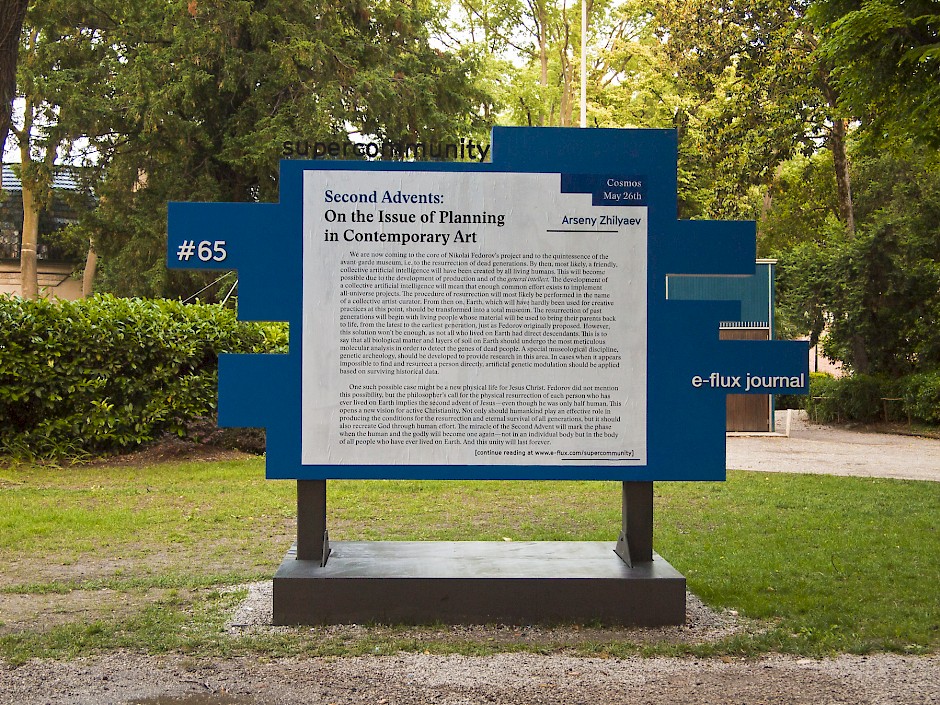 supercommunity
Cosmos
May 26th
Second Advents:
On the Issue of Planning
in Contemporary Art
Arseny Zhilyaev
#65
We are now coming to the core of Nikolai Fedorov's project and to the quintessence of the
avant-garde museum, i.e. to the resurrection of dead generations. By then, most likely, a friendly,
collective artificial intelligence will have been created by all living humans. This will become
possible due to the development of production and of the general intellect. The development of
a collective artificial intelligence will mean that enough common effort exists to implement
all-universe projects. The procedure of resurrection will most likely be performed in the name
of a collective artist-curator. From then on, Earth, which will have been used for creative
practices at this point, should be transformed into a total museum. The resurrection of past
generations will begin with living people whose material will be used to bring their parents back
to life, from the latest to the earliest generation, just as Fedorov originally proposed. However,
this solution won't be enough, as not all who lived on Earth had direct descendants. This is to
say that all biological matter and layers of soil on Earth should undergo the most meticulous
molecular analysis in order to detect the genes of dead people. A special museological discipline,
genetic archeology, should be developed to provide research in this area. In cases when it appears
impossible to find and resurrect a person directly, artificial genetic modulation should be applied
based on surviving historical data.
One such possible case might be a new physical life for Jesus Christ. Fedorov did not mention
this possibility, but the philosopher's call for the physical resurrection of each person who has
ever lived on Earth implies the second advent of Jesus—even though he was only half human. This
opens a new vision for active Christianity. Not only should humankind play an effective role in
producing the conditions for the resurrection and eternal survival of all generations, but it should
also recreate God through human effort. The miracle of the Second Advent will mark the phase
when the human and the godly will become one again—not in an individual body but in the body
of all people who have ever lived on Earth. And this unity will last forever.
[continue reading at www.e-flux.com/supercommunity]
e-flux journal